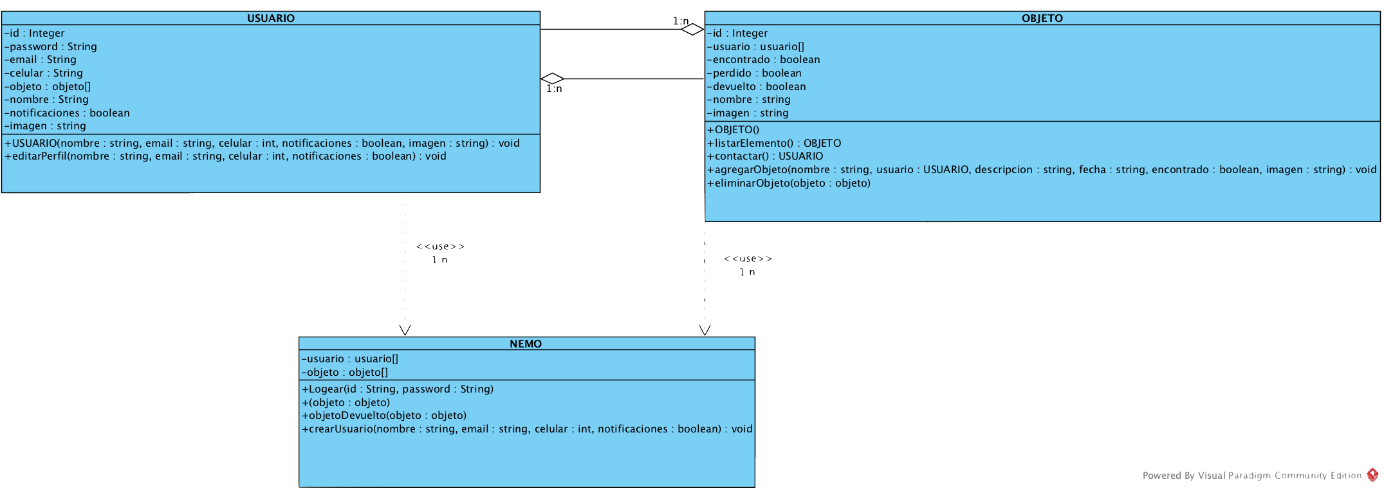 USUARIO
-id : Integer
-password : String
-email : String
-celular : String
-objeto : objeto[]
-nombre : String
-notificaciones : boolean
-imagen : string
+USUARIO(nombre : string, email : string, celular : int, notificaciones : boolean, imagen : string) : void
+editarPerfil(nombre : string, email : string, celular : int, notificaciones : boolean) : void
1:n
1:n
OBJETO
-id : Integer
-usuario : usuario[]
-encontrado : boolean
-perdido : boolean
-devuelto : boolean
-nombre : string
-imagen : string
+OBJETO()
+listarElemento() : OBJETO
+contactar() : USUARIO
+agregarObjeto(nombre : string, usuario : USUARIO, descripcion : string, fecha : string, encontrado : boolean, imagen : string) : void
+eliminarObjeto(objeto : objeto)
<<use>>
1 n
<<use>>
1 n
NEMO
-usuario : usuario[]
-objeto : objeto[]
+Logear(id : String, password : String)
+(objeto : objeto)
+objetoDevuelto(objeto : objeto)
+crearUsuario(nombre : string, email : string, celular : int, notificaciones : boolean) : void
Powered By Visual Paradigm Community Edition